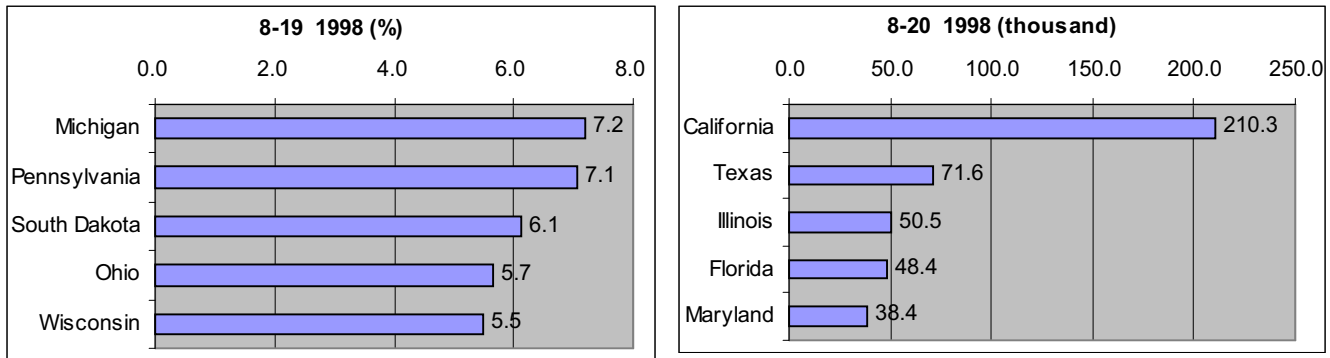 8-19 1998 (%)
0.0 2.0 4.0 6.0 8.0
Michigan 7.2
Pennsylvania 7.1
South Dakota 6.1
Ohio 5.7
Wisconsin 5.5
8-20 1998 (thousand)
0.0 50.0 100.0 150.0 200.0 250.0
California 210.3
Texas 71.6
Illinois 50.5
Florida 48.4
Maryland 38.4